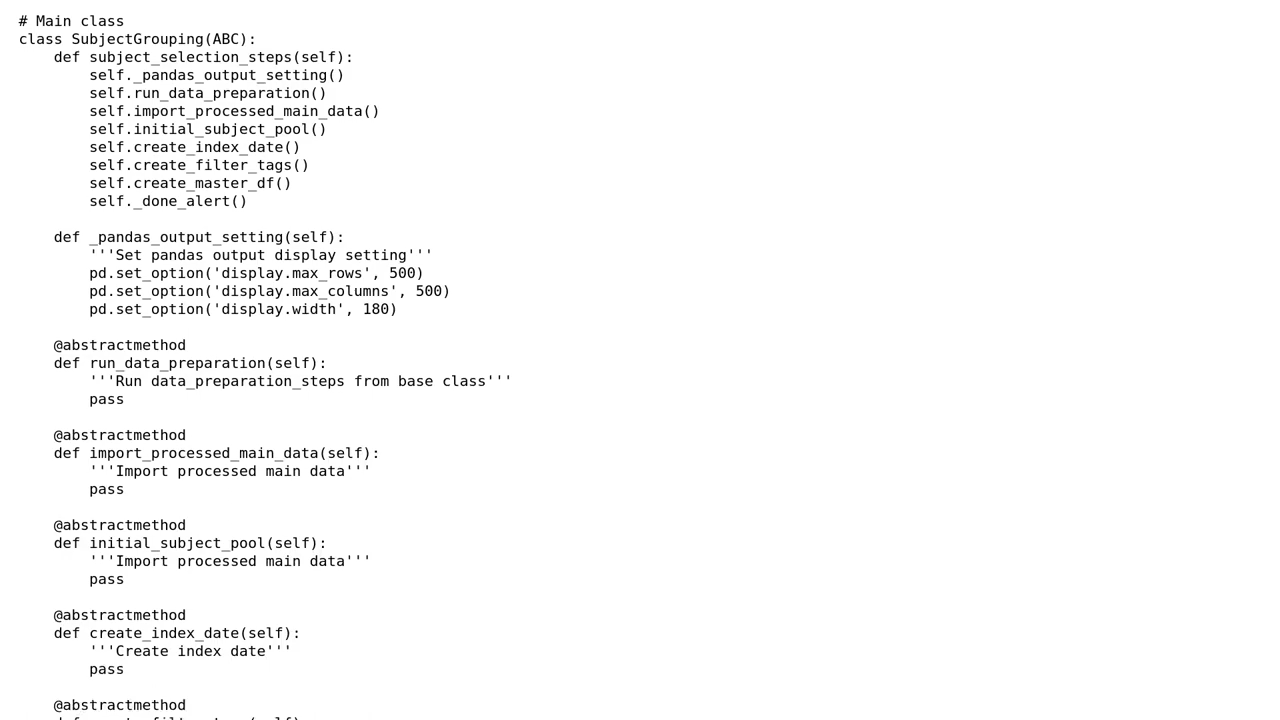 # Main class
class SubjectGrouping(ABC):
    def subject_selection_steps(self):
        self._pandas_output_setting()
        self.run_data_preparation()
        self.import_processed_main_data()
        self.initial_subject_pool()
        self.create_index_date()
        self.create_filter_tags()
        self.create_master_df()
        self._done_alert()

    def _pandas_output_setting(self):
        '''Set pandas output display setting'''
        pd.set_option('display.max_rows', 500)
        pd.set_option('display.max_columns', 500)
        pd.set_option('display.width', 180)

    @abstractmethod
    def run_data_preparation(self):
        '''Run data_preparation_steps from base class'''
        pass

    @abstractmethod
    def import_processed_main_data(self):
        '''Import processed main data'''
        pass

    @abstractmethod
    def initial_subject_pool(self):
        '''Import processed main data'''
        pass

    @abstractmethod
    def create_index_date(self):
        '''Create index date'''
        pass

    @abstractmethod